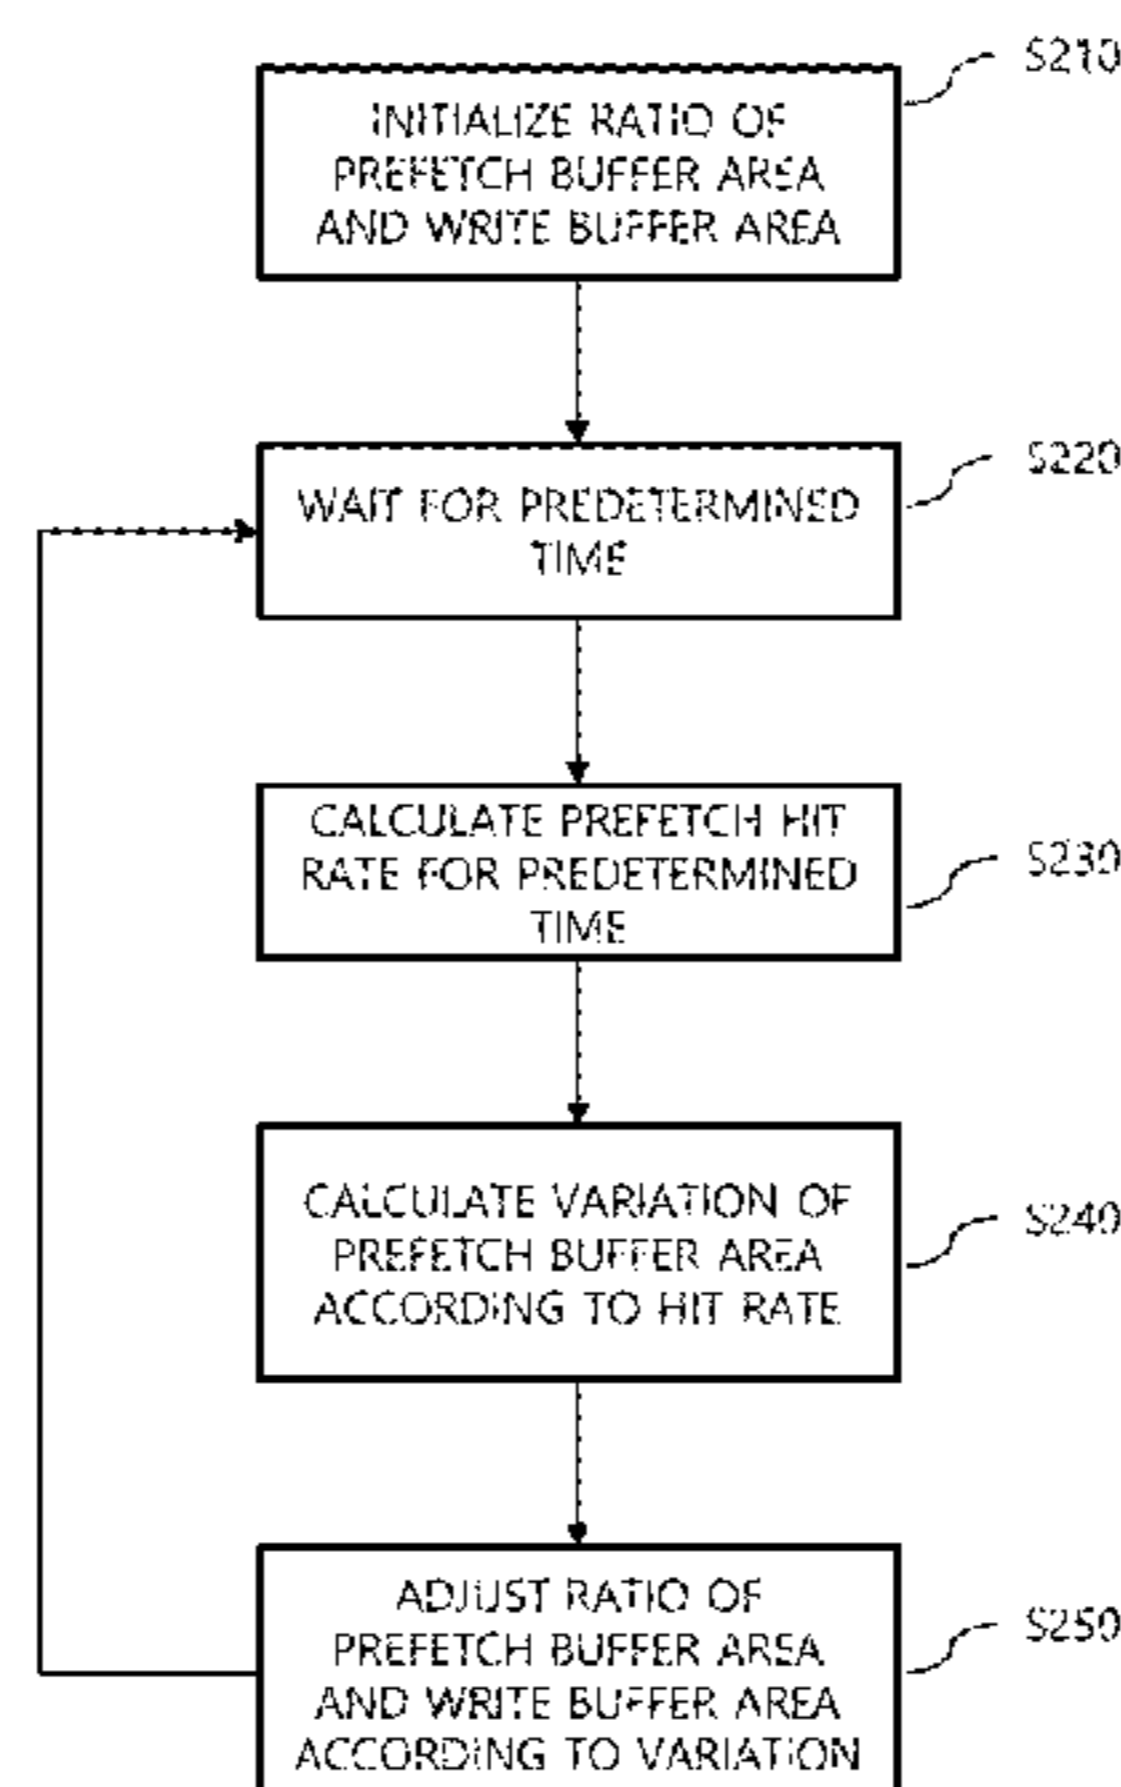 S210
INITIALIZE RATIO OF
PREFETCH BUFFER AREA
AND WRITE BUFFER AREA
S220
WAIT FOR PREDETERMINED
TIME
S230
CALCULATE PREFETCH HIT
RATE FOR PREDETERMINED
TIME
S240
CALCULATE VARIATION OF
PREFETCH BUFFER AREA
ACCORDING TO HIT RATE
S250
ADJUST RATIO OF
PREFETCH BUFFER AREA
AND WRITE BUFFER AREA
ACCORDING TO VARIATION